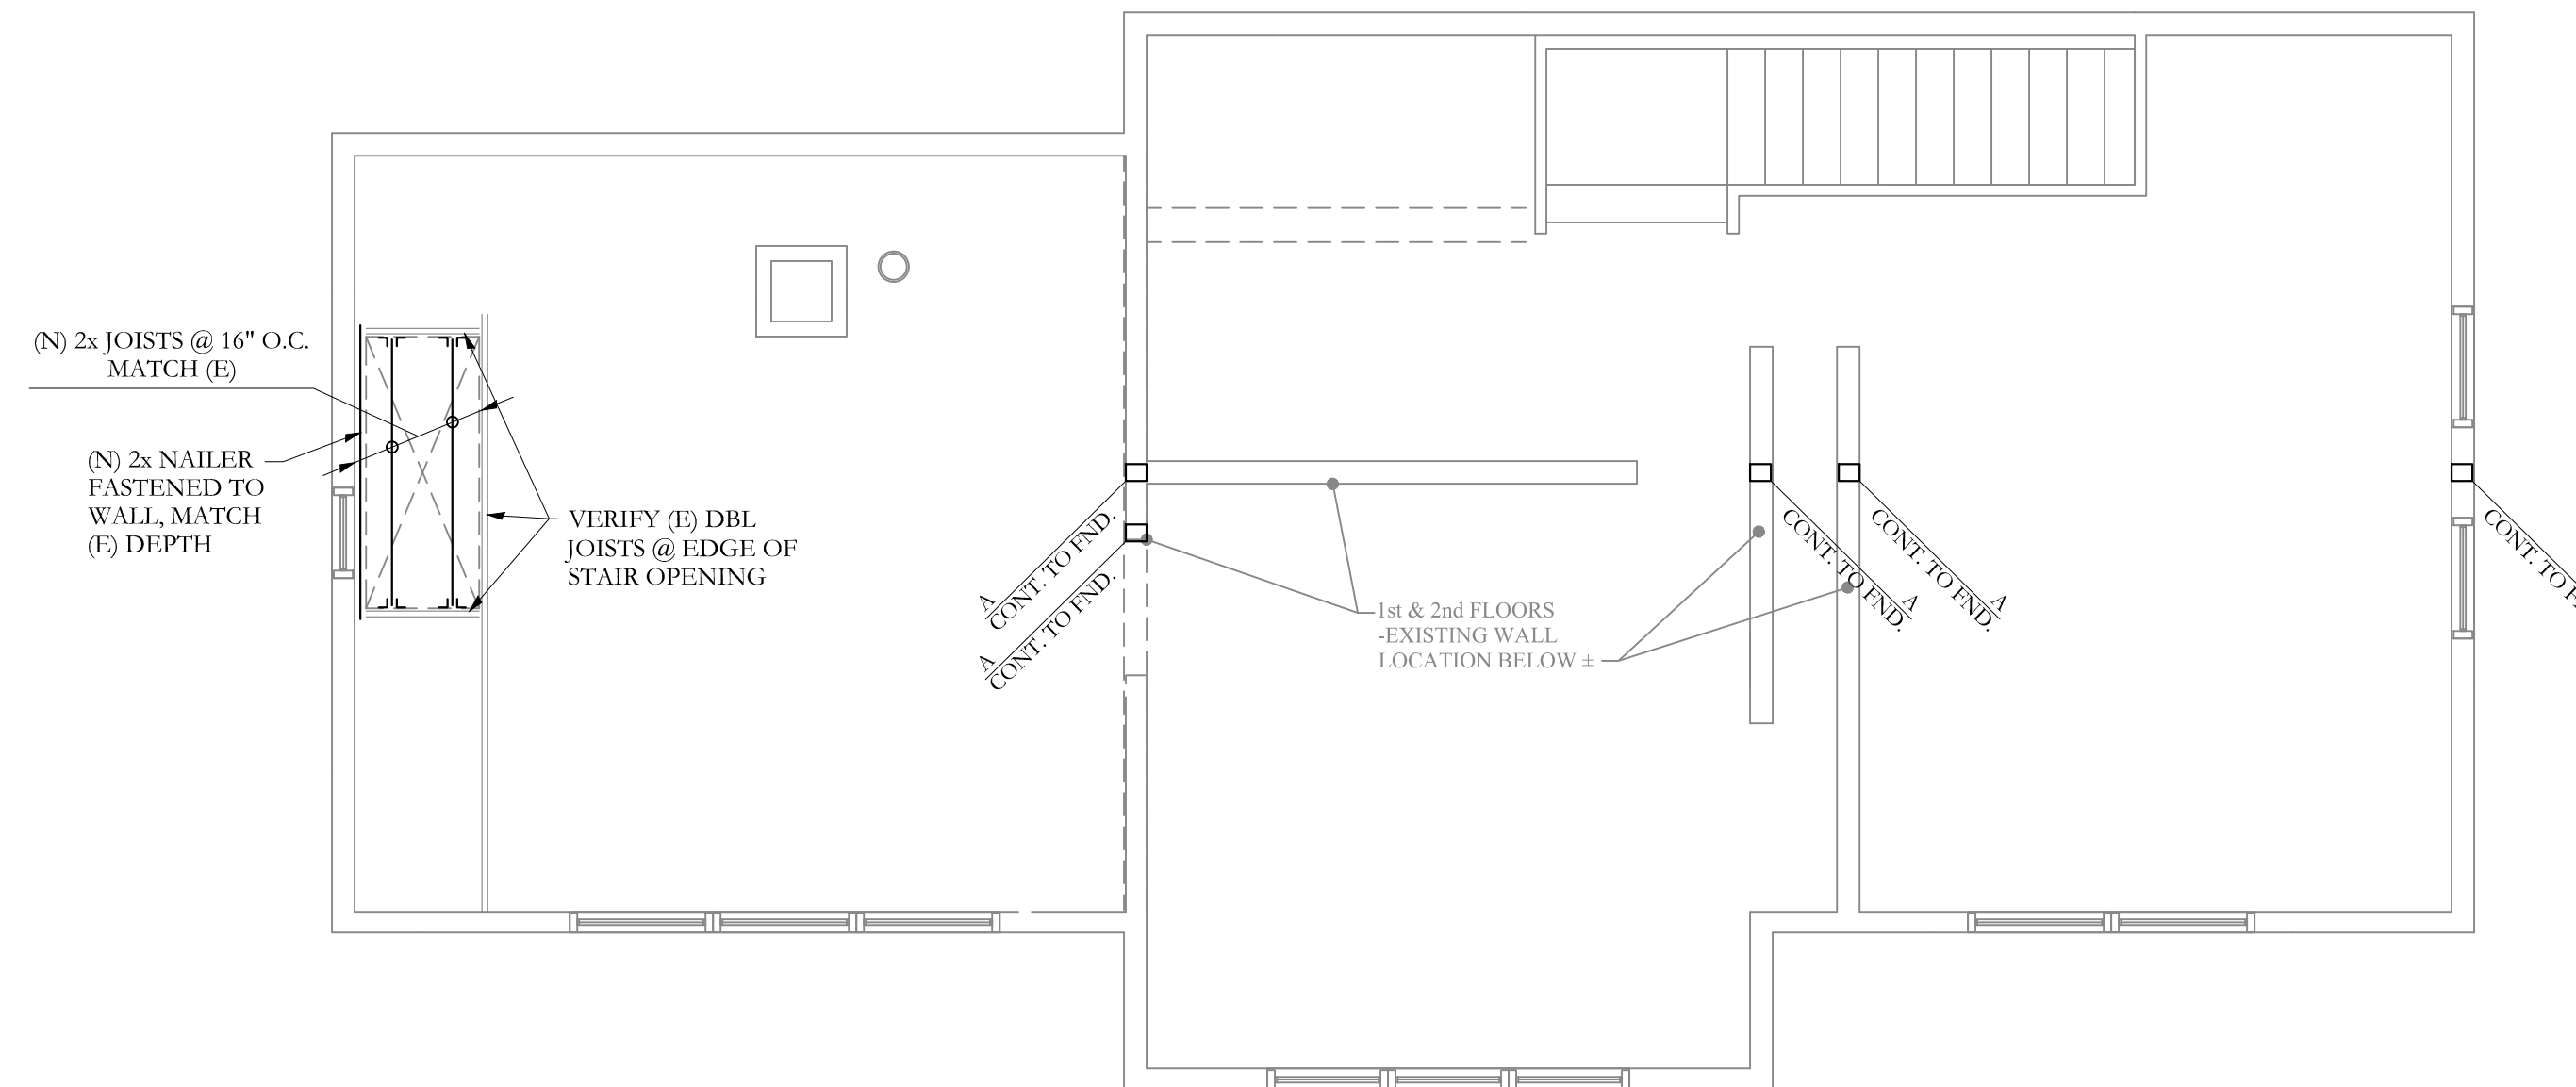 (N) 2x JOISTS @ 16" O.C.
MATCH (E)
(N) 2x NAILER
FASTENED TO
WALL, MATCH
(E) DEPTH
VERIFY (E) DBL
JOISTS @ EDGE OF
STAIR OPENING
A
CONT. TO FND.
A
CONT. TO FND.
1st & 2nd FLOORS
-EXISTING WALL
LOCATION BELOW ±
A
CONT. TO FND.
A
CONT. TO FND.
CONT. TO